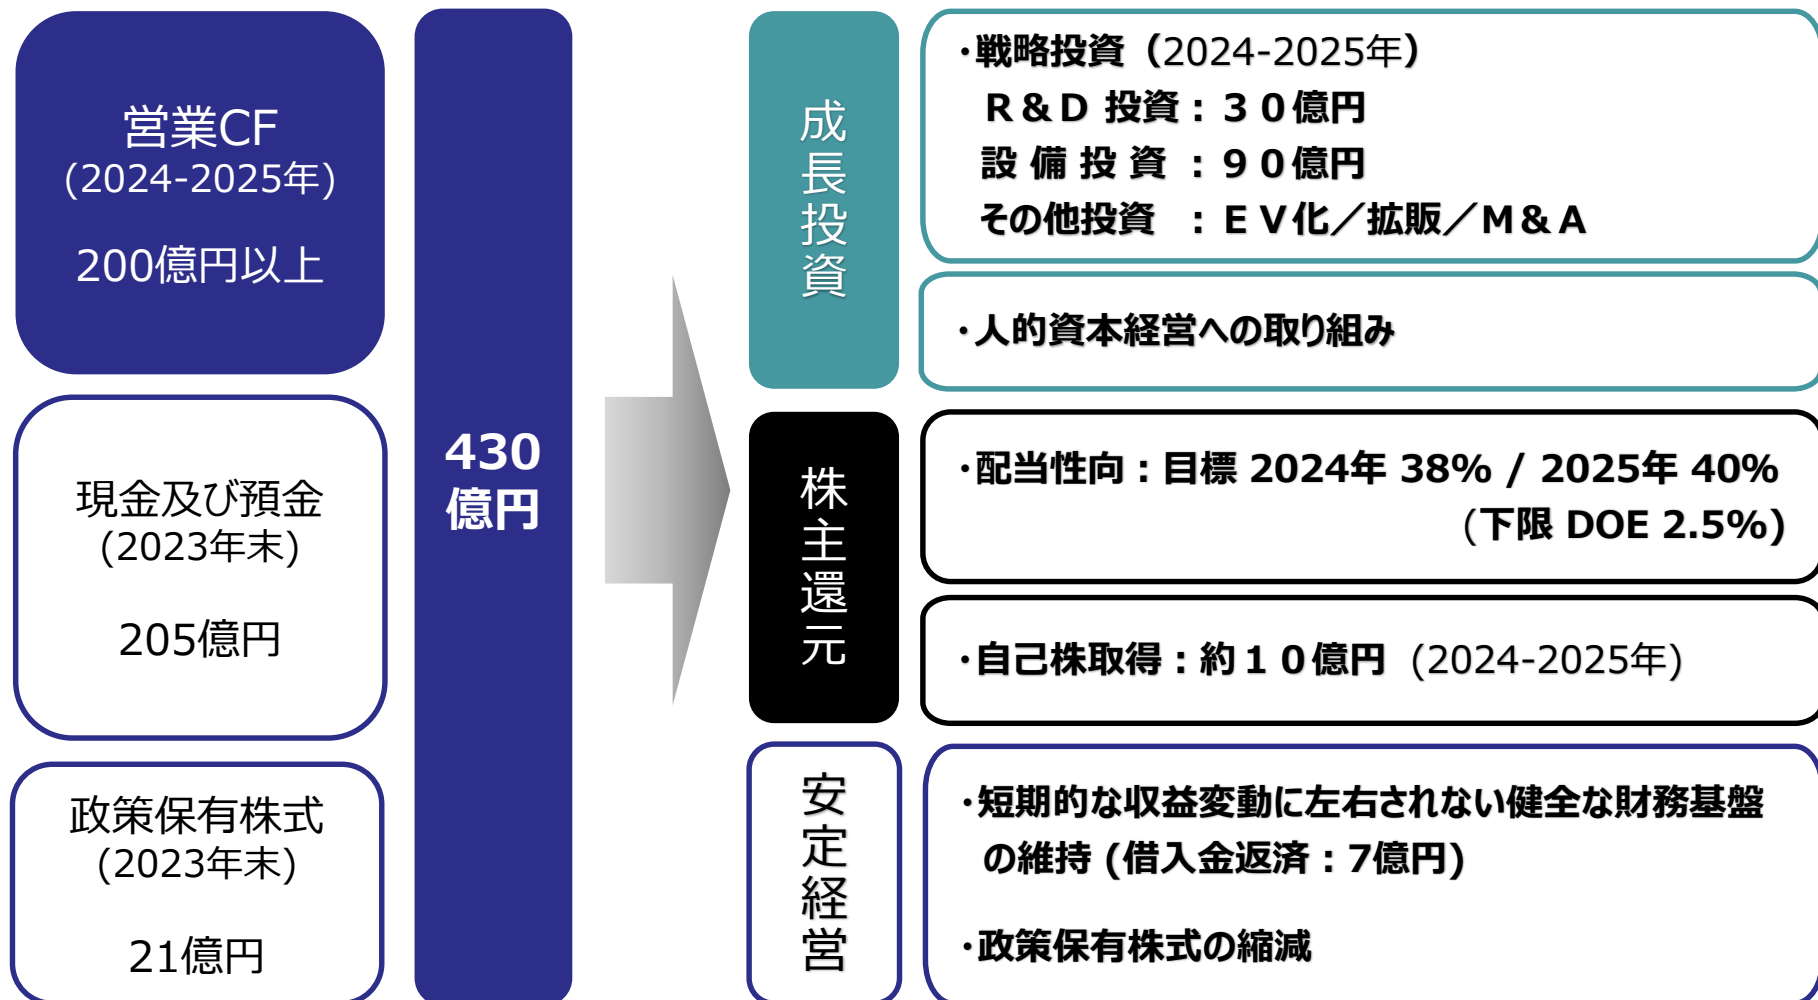 営業CF
(2024-2025年)
200億円以上
現金及び預金
(2023年末)
205億円
政策保有株式
(2023年末)
21億円
430
億円
成長投資
・戦略投資（2024-2025年）
R＆D 投資：３０億円
設 備 投 資 ：９０億円
その他投資 ：ＥＶ化／拡販／M＆A
・人的資本経営への取り組み
株主還元
・配当性向：目標 2024年 38% / 2025年 40%
(下限 DOE 2.5%)
・自己株取得：約１０億円 (2024-2025年)
安定経営
・短期的な収益変動に左右されない健全な財務基盤
の維持 (借入金返済：7億円)
・政策保有株式の縮減